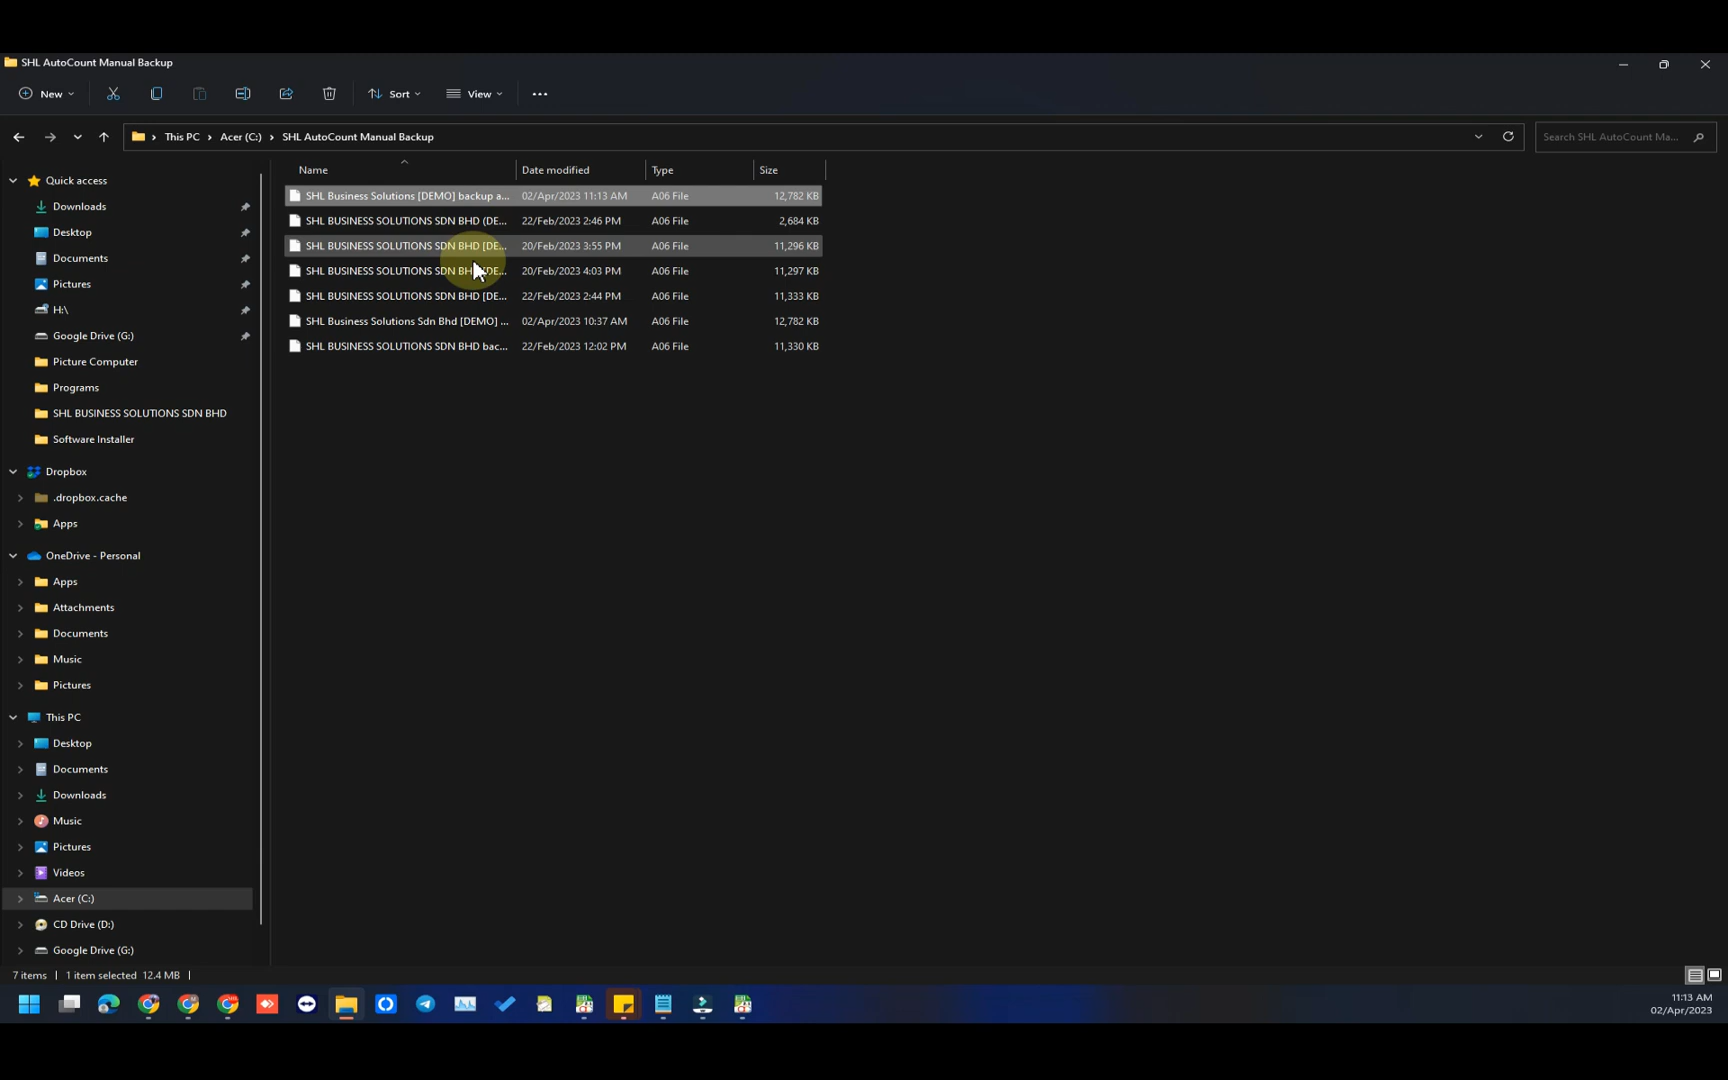 SHL AutoCount Manual Backup
New
Sort
View
This PC > Acer (C:) > SHL AutoCount Manual Backup
Search SHL AutoCount Ma...
Name Date modified Type Size
SHL Business Solutions [DEMO] backup a... 02/Apr/2023 11:13 AM A06 File 12,782 KB
SHL BUSINESS SOLUTIONS SDN BHD (DE... 22/Feb/2023 2:46 PM A06 File 2,684 KB
SHL BUSINESS SOLUTIONS SDN BHD [DE... 20/Feb/2023 3:55 PM A06 File 11,296 KB
SHL BUSINESS SOLUTIONS SDN BHD [DE... 20/Feb/2023 4:03 PM A06 File 11,297 KB
SHL BUSINESS SOLUTIONS SDN BHD [DE... 22/Feb/2023 2:44 PM A06 File 11,333 KB
SHL Business Solutions Sdn Bhd [DEMO] ... 02/Apr/2023 10:37 AM A06 File 12,782 KB
SHL BUSINESS SOLUTIONS SDN BHD bac... 22/Feb/2023 12:02 PM A06 File 11,330 KB
Quick access
Downloads
Desktop
Documents
Pictures
H:\
Google Drive (G:)
Picture Computer
Programs
SHL BUSINESS SOLUTIONS SDN BHD
Software Installer
Dropbox
.dropbox.cache
Apps
OneDrive - Personal
Apps
Attachments
Documents
Music
Pictures
This PC
Desktop
Documents
Downloads
Music
Pictures
Videos
Acer (C:)
CD Drive (D:)
Google Drive (G:)
7 items 1 item selected 12.4 MB
11:13 AM
02/Apr/2023